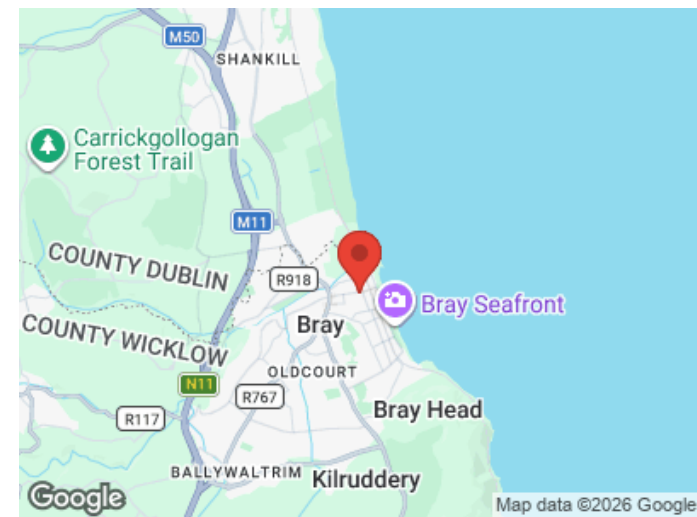 M50
SHANKILL
Carrickgollogan
Forest Trail
M11
COUNTY DUBLIN
R918
Bray Seafront
COUNTY WICKLOW
Bray
OLDCOURT
N11
R767
R117
Bray Head
BALLYWALTRIM
Kilruddery
Google
Map data ©2026 Google